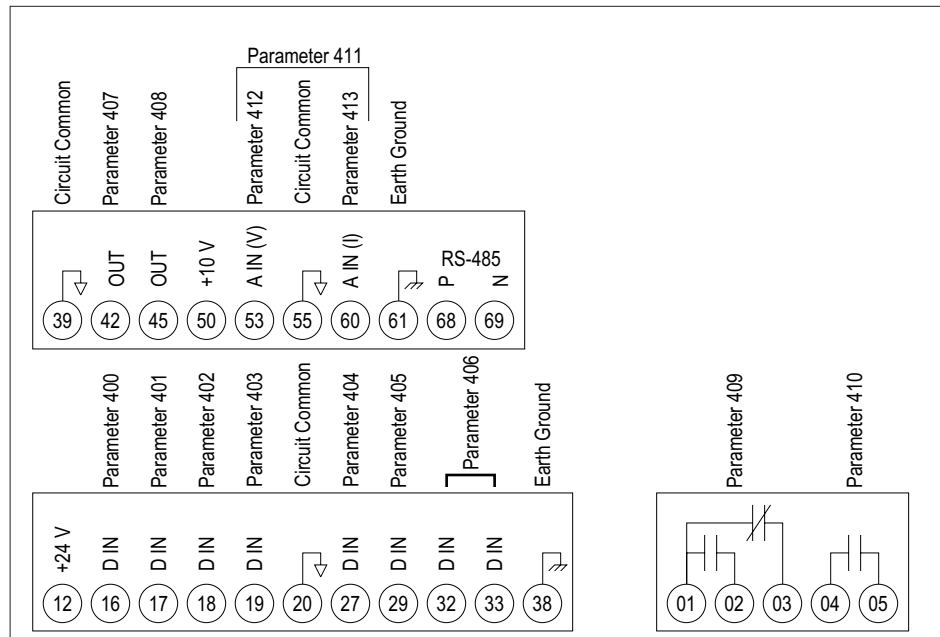 Parameter 411
Circuit Common
Parameter 407
Parameter 408
Parameter 412
Circuit Common
Parameter 413
Earth Ground
OUT
OUT
+10 V
A IN (V)
A IN (I)
RS-485
P
N
39 42 45 50 53 55 60 61 68 69
Parameter 400
Parameter 401
Parameter 402
Parameter 403
Circuit Common
Parameter 404
Parameter 405
Parameter 406
Earth Ground
Parameter 409
Parameter 410
+24 V
D IN
D IN
D IN
D IN
D IN
D IN
D IN
D IN
12 16 17 18 19 20 27 29 32 33 38
01 02 03 04 05